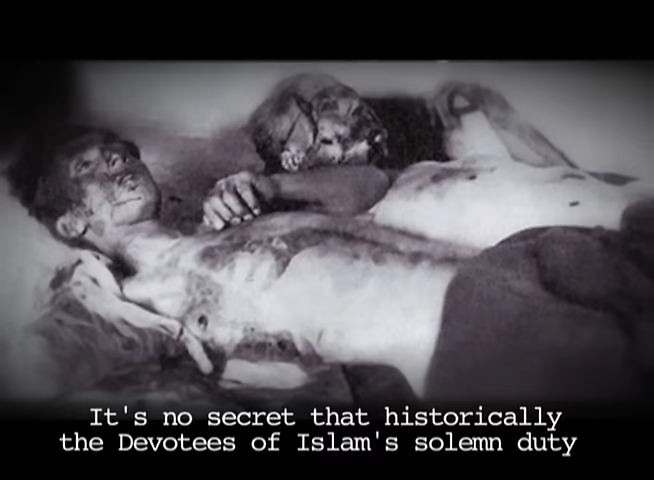 It's no secret that historically
the Devotees of Islam's solemn duty